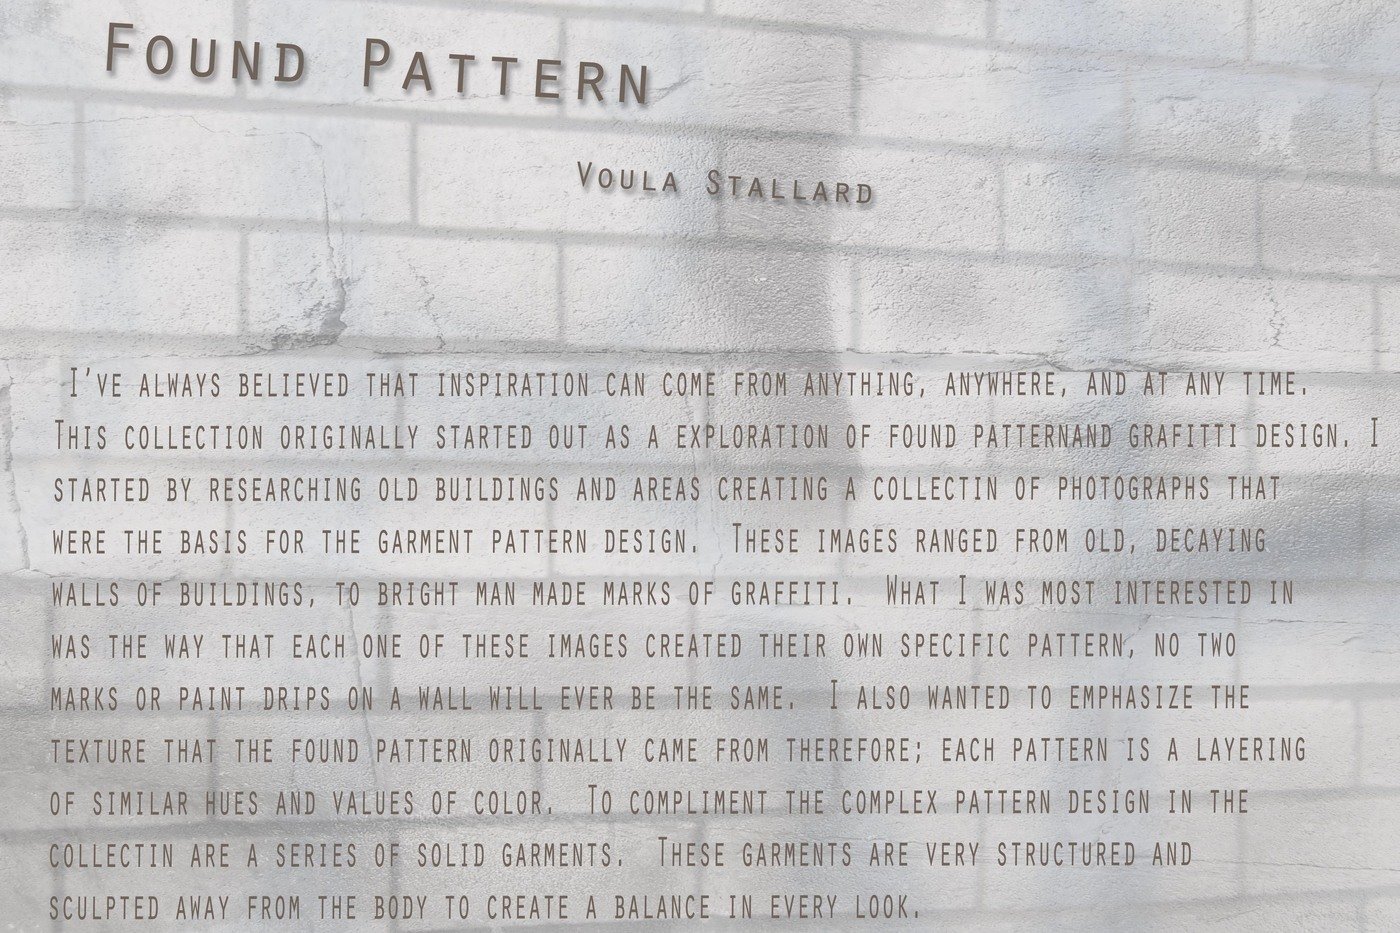 Found Pattern
Voula Stallard
I've always believed that inspiration can come from anything, anywhere, and at any time.
This collection originally started out as a exploration of found patternand grafitti design. I
started by researching old buildings and areas creating a collectin of photographs that
were the basis for the garment pattern design. These images ranged from old, decaying
walls of buildings, to bright man made marks of graffiti. What I was most interested in
was the way that each one of these images created their own specific pattern, no two
marks or paint drips on a wall will ever be the same. I also wanted to emphasize the
texture that the found pattern originally came from therefore; each pattern is a layering
of similar hues and values of color. To compliment the complex pattern design in the
collectin are a series of solid garments. These garments are very structured and
sculpted away from the body to create a balance in every look.